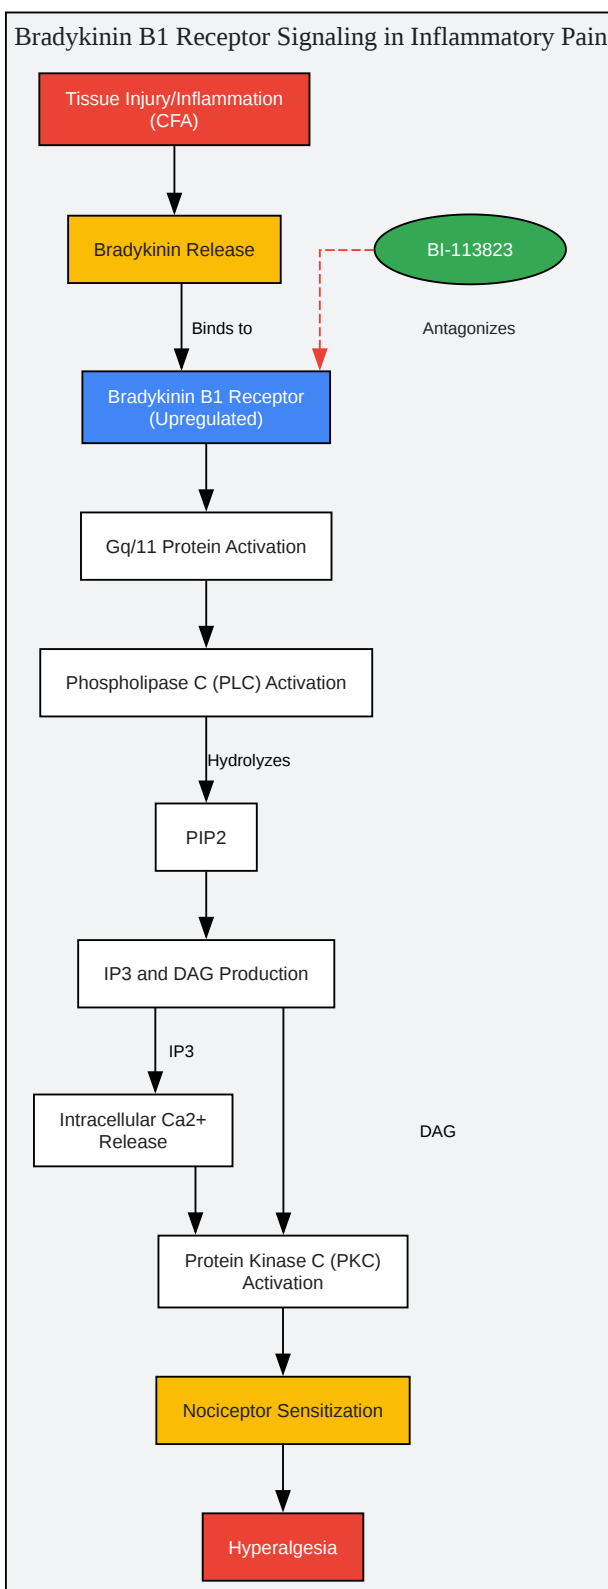 Bradykinin B1 Receptor Signaling in Inflammatory Pain
Tissue Injury/Inflammation
(CFA)
Bradykinin Release
BI-113823
Binds to
Antagonizes
Bradykinin B1 Receptor
(Upregulated)
Gq/11 Protein Activation
Phospholipase C (PLC) Activation
Hydrolyzes
PIP2
IP3 and DAG Production
IP3
Intracellular Ca2+
Release
DAG
Protein Kinase C (PKC)
Activation
Nociceptor Sensitization
Hyperalgesia